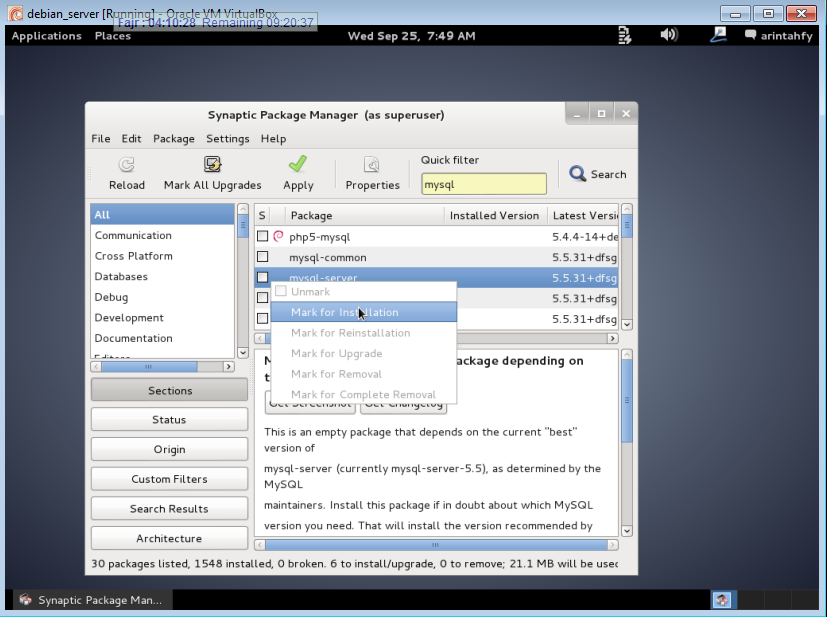 debian_server [Running] - Oracle VM VirtualBox
Fajr : 04:10:28 Remaining 09:20:37
Applications Places Wed Sep 25, 7:49 AM arintahfy
Synaptic Package Manager (as superuser)
File Edit Package Settings Help
Quick filter
Reload Mark All Upgrades Apply Properties mysql Search
All
Communication
Cross Platform
Databases
Debug
Development
Documentation
Editors
S Package Installed Version Latest Versi
php5-mysql 5.4.4-14+de
mysql-common 5.5.31+dfsg
mysql-server 5.5.31+dfsg
5.5.31+dfsg
5.5.31+dfsg
Unmark
Mark for Installation
Mark for Reinstallation
Mark for Upgrade
Mark for Removal
Mark for Complete Removal
ackage depending on
Get Screenshot Get Changelog
This is an empty package that depends on the current "best"
version of
mysql-server (currently mysql-server-5.5), as determined by the
MySQL
maintainers. Install this package if in doubt about which MySQL
version you need. That will install the version recommended by
Sections
Status
Origin
Custom Filters
Search Results
Architecture
30 packages listed, 1548 installed, 0 broken. 6 to install/upgrade, 0 to remove; 21.1 MB will be used
Synaptic Package Man...